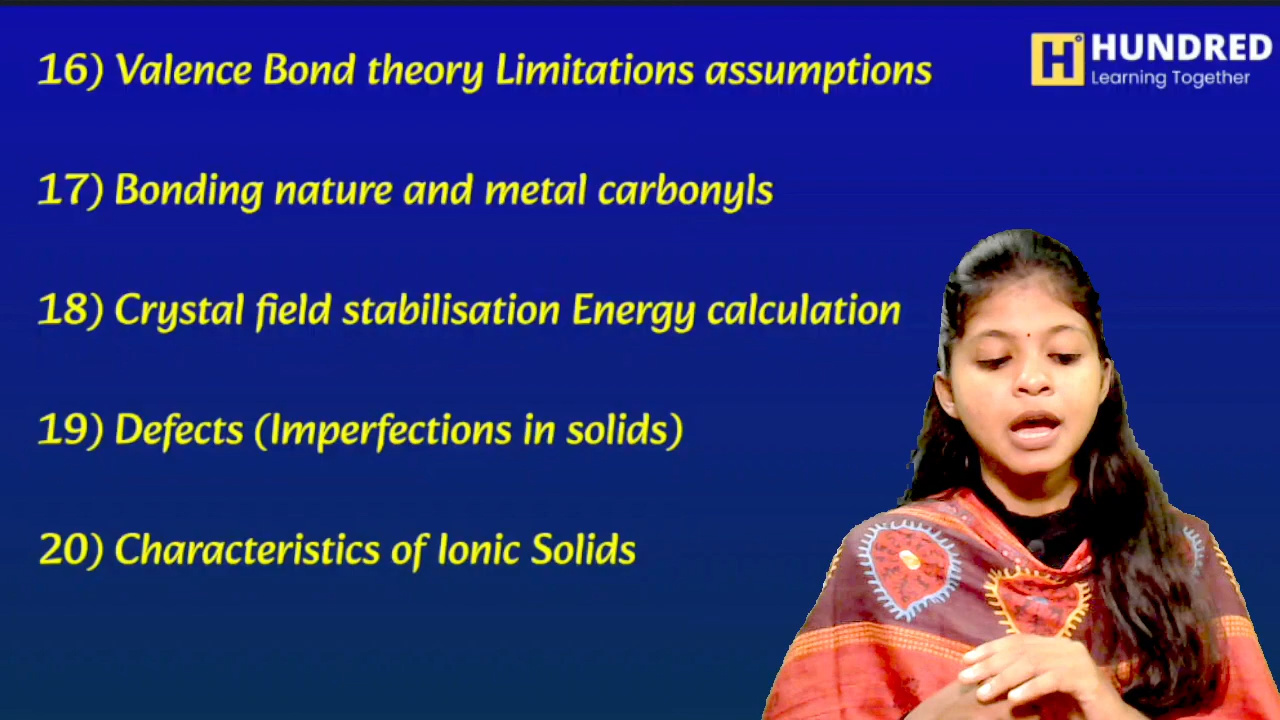 16) Valence Bond theory Limitations assumptions
HUNDRED
Learning Together
17) Bonding nature and metal carbonyls
18) Crystal field stabilisation Energy calculation
19) Defects (Imperfections in solids)
20) Characteristics of Ionic Solids